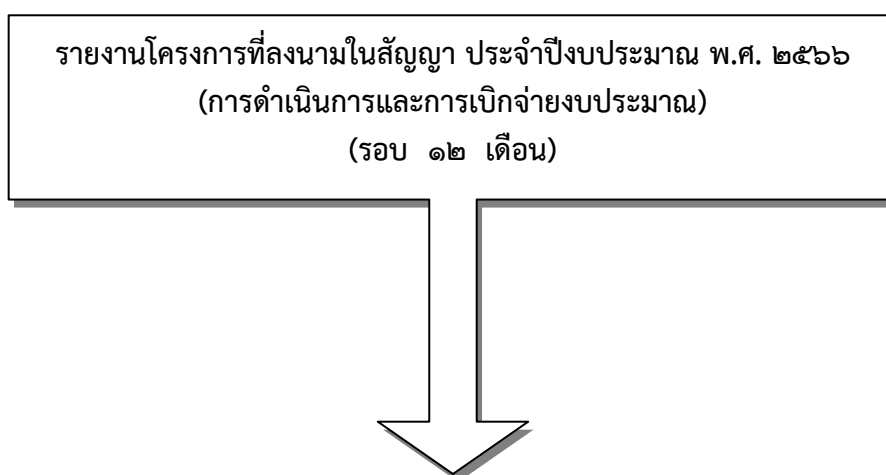 รายงานโครงการที่ลงนามในสัญญา ประจำปีงบประมาณ พ.ศ. ๒๕๖๖
(การดำเนินการและการเบิกจ่ายงบประมาณ)
(รอบ ๑๒ เดือน)